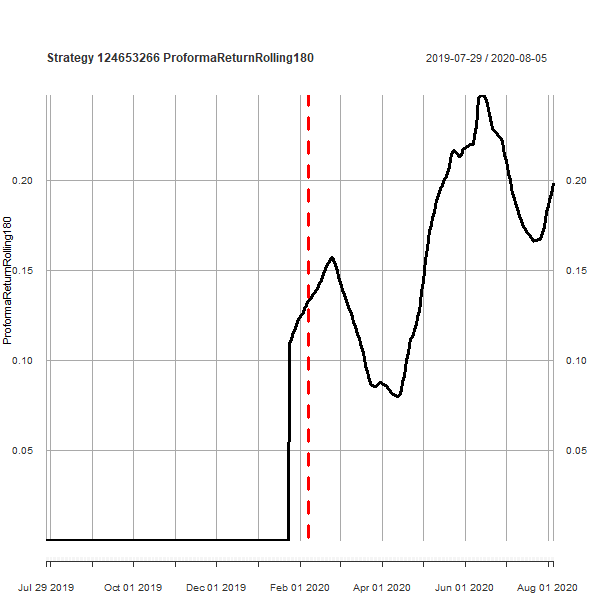 Strategy 124653266 ProformaReturnRolling180
2019-07-29 / 2020-08-05
ProformaReturnRolling180
0.20
0.15
0.10
0.05
0.20
0.15
0.10
0.05
Jul 29 2019
Oct 01 2019
Dec 01 2019
Feb 01 2020
Apr 01 2020
Jun 01 2020
Aug 01 2020